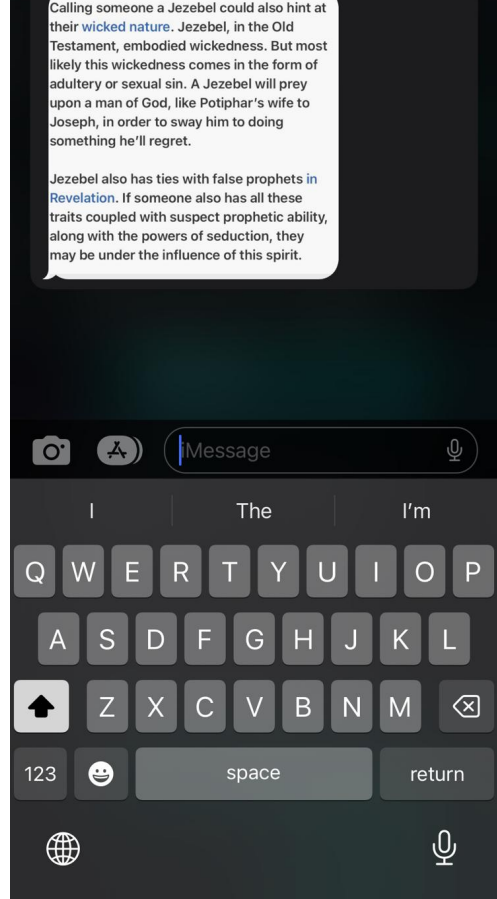 Calling someone a Jezebel could also hint at
their wicked nature. Jezebel, in the Old
Testament, embodied wickedness. But most
likely this wickedness comes in the form of
adultery or sexual sin. A Jezebel will prey
upon a man of God, like Potiphar's wife to
Joseph, in order to sway him to doing
something he'll regret.
Jezebel also has ties with false prophets in
Revelation. If someone also has all these
traits coupled with suspect prophetic ability,
along with the powers of seduction, they
may be under the influence of this spirit.
iMessage
I The I'm
Q W E R T Y U I O P
A S D F G H J K L
Z X C V B N M
123 space return